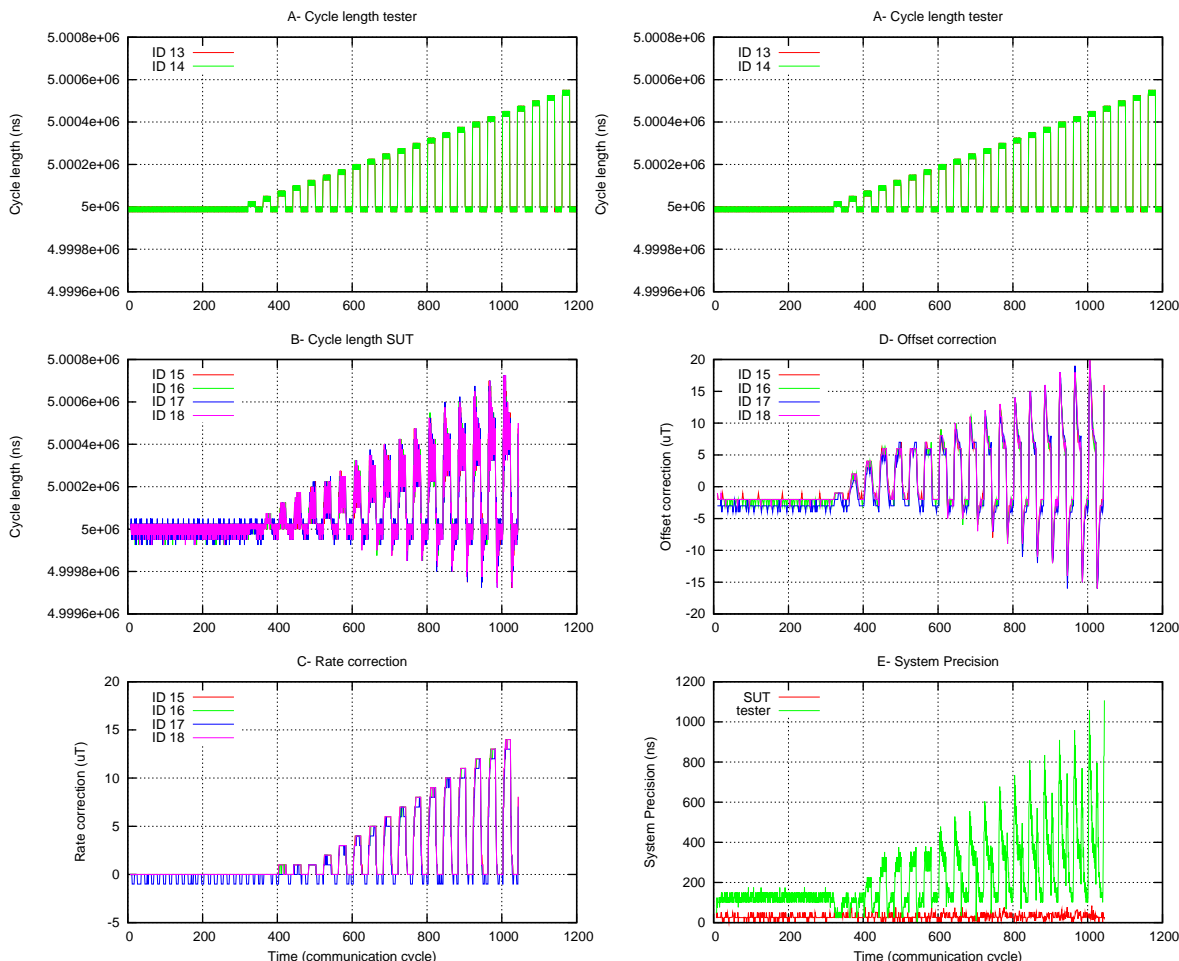 A- Cycle length tester
Cycle length (ns)
5.0008e+06
5.0006e+06
5.0004e+06
5.0002e+06
5e+06
4.9998e+06
4.9996e+06
ID 13
ID 14
0 200 400 600 800 1000 1200
A- Cycle length tester
Cycle length (ns)
5.0008e+06
5.0006e+06
5.0004e+06
5.0002e+06
5e+06
4.9998e+06
4.9996e+06
ID 13
ID 14
0 200 400 600 800 1000 1200
B- Cycle length SUT
Cycle length (ns)
5.0008e+06
5.0006e+06
5.0004e+06
5.0002e+06
5e+06
4.9998e+06
4.9996e+06
ID 15
ID 16
ID 17
ID 18
0 200 400 600 800 1000 1200
D- Offset correction
Offset correction (uT)
20
15
10
5
0
-5
-10
-15
-20
ID 15
ID 16
ID 17
ID 18
0 200 400 600 800 1000 1200
C- Rate correction
Rate correction (uT)
20
15
10
5
0
-5
ID 15
ID 16
ID 17
ID 18
0 200 400 600 800 1000 1200
Time (communication cycle)
E- System Precision
System Precision (ns)
1200
1000
800
600
400
200
0
SUT
tester
0 200 400 600 800 1000 1200
Time (communication cycle)